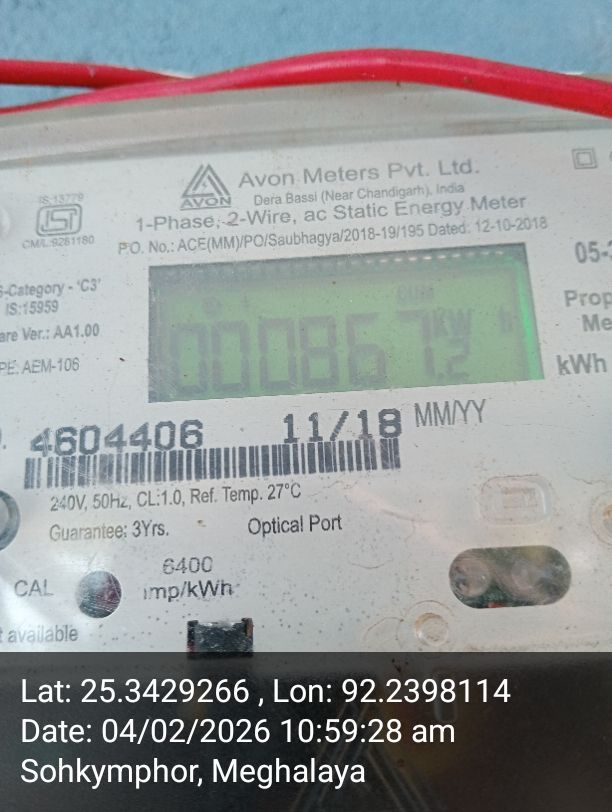 Avon Meters Pvt. Ltd.
AVON
Dera Bassi (Near Chandigarh), India
1-Phase, 2-Wire, ac Static Energy Meter
P.O. No.: ACE(MM)/PO/Saubhagya/2018-19/195 Dated: 12-10-2018
IS:13779
ISI
CM/L:9261180
-Category - 'C3'
IS:15959
are Ver.: AA1.00
PE: AEM-106
CUM
000867.2 kW h
05-
Prop
Me
kWh
4604406 11/18 MM/YY
240V, 50Hz, CL:1.0, Ref. Temp. 27°C
Guarantee: 3Yrs. Optical Port
6400
imp/kWh
CAL
t available
Lat: 25.3429266 , Lon: 92.2398114
Date: 04/02/2026 10:59:28 am
Sohkymphor, Meghalaya